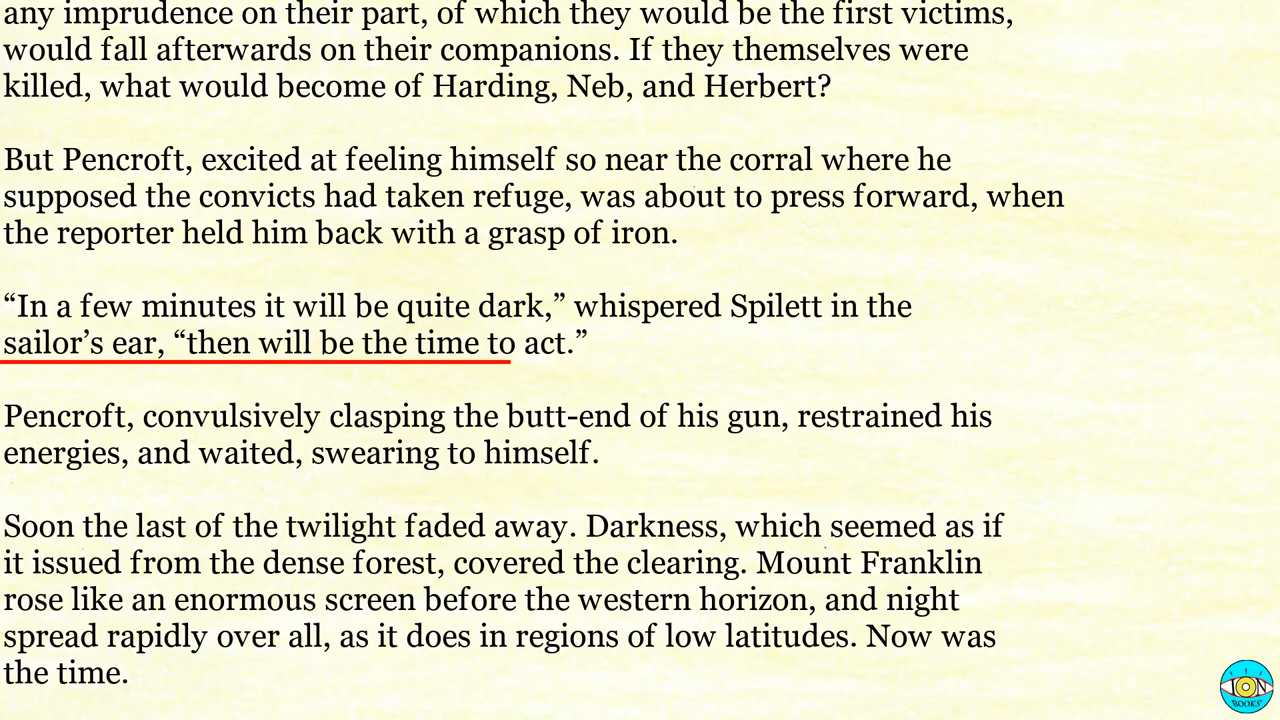 any imprudence on their part, of which they would be the first victims,
would fall afterwards on their companions. If they themselves were
killed, what would become of Harding, Neb, and Herbert?
But Pencroft, excited at feeling himself so near the corral where he
supposed the convicts had taken refuge, was about to press forward, when
the reporter held him back with a grasp of iron.
“In a few minutes it will be quite dark,” whispered Spilett in the
sailor’s ear, “then will be the time to act.”
Pencroft, convulsively clasping the butt-end of his gun, restrained his
energies, and waited, swearing to himself.
Soon the last of the twilight faded away. Darkness, which seemed as if
it issued from the dense forest, covered the clearing. Mount Franklin
rose like an enormous screen before the western horizon, and night
spread rapidly over all, as it does in regions of low latitudes. Now was
the time.
ION
BOOKS